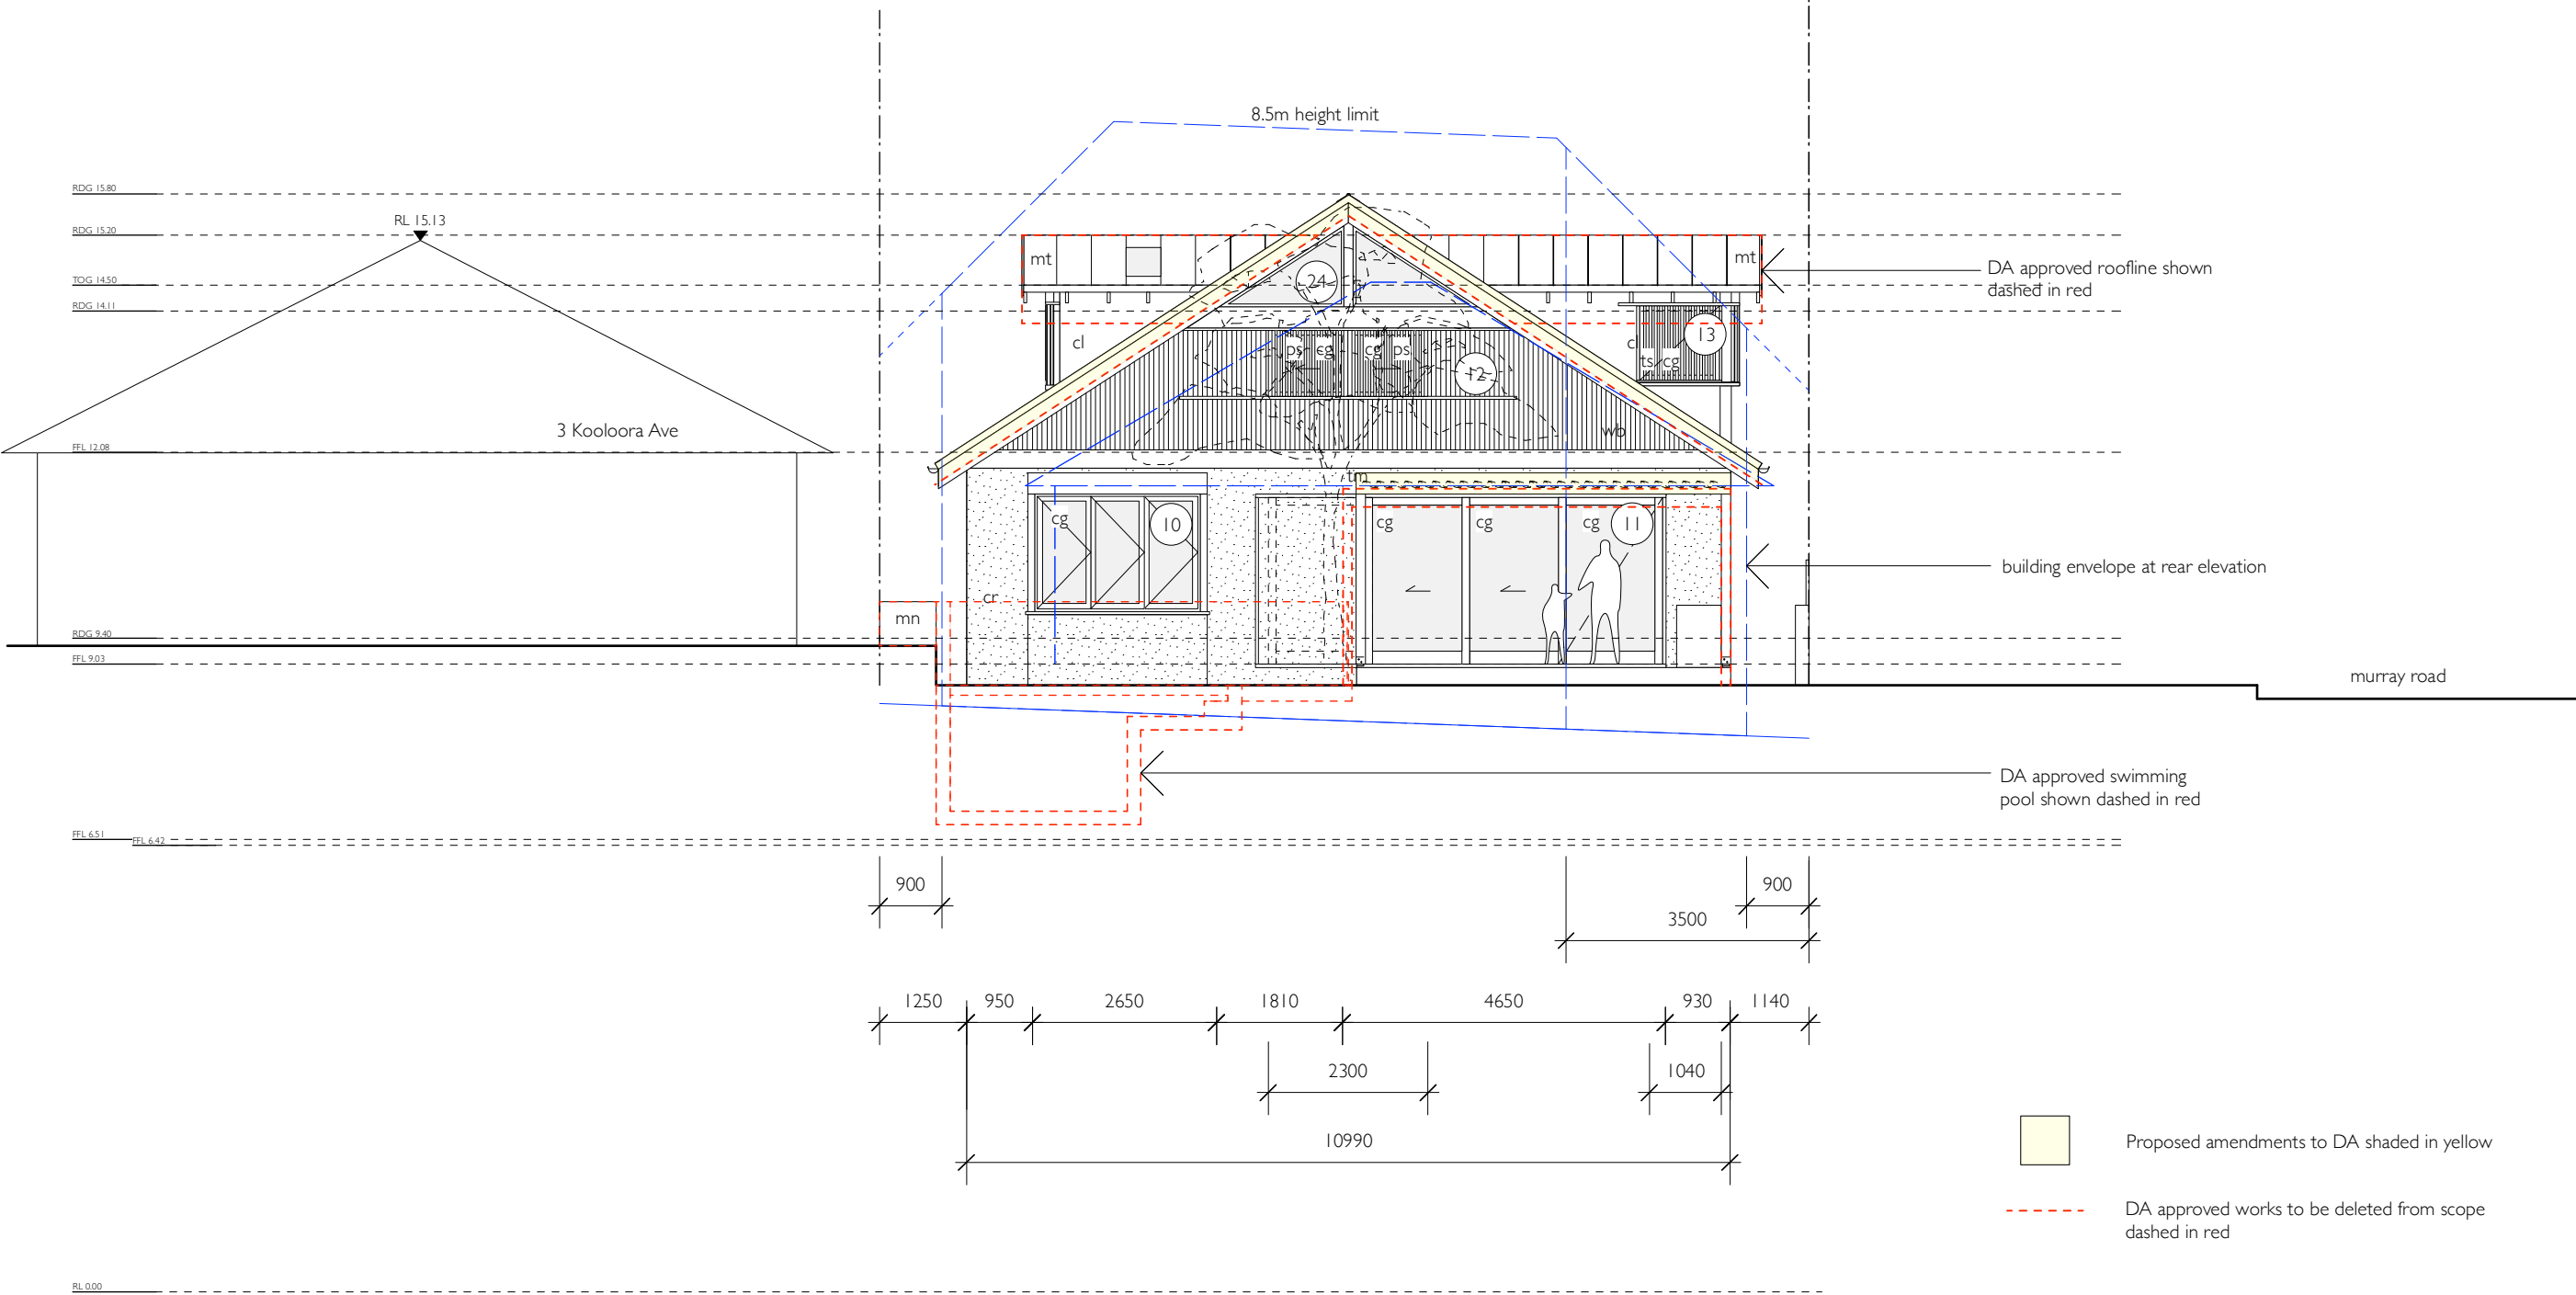 8.5m height limit
RDG 15.80
RL 15.13
RDG 15.20
mt
mt
24
DA approved roofline shown
dashed in red
TOG 14.50
RDG 14.11
cl
ps
cg
cg
ps
12
13
ts/cg
wb
3 Kooloora Ave
FFL 12.08
tm
cg
10
cg
cg
cg
11
building envelope at rear elevation
cr
mn
RDG 9.40
FFL 9.03
murray road
DA approved swimming
pool shown dashed in red
FFL 6.51
FFL 6.42
900
900
3500
1250
950
2650
1810
4650
930
1140
2300
1040
10990
Proposed amendments to DA shaded in yellow
DA approved works to be deleted from scope
dashed in red
RL 0.00